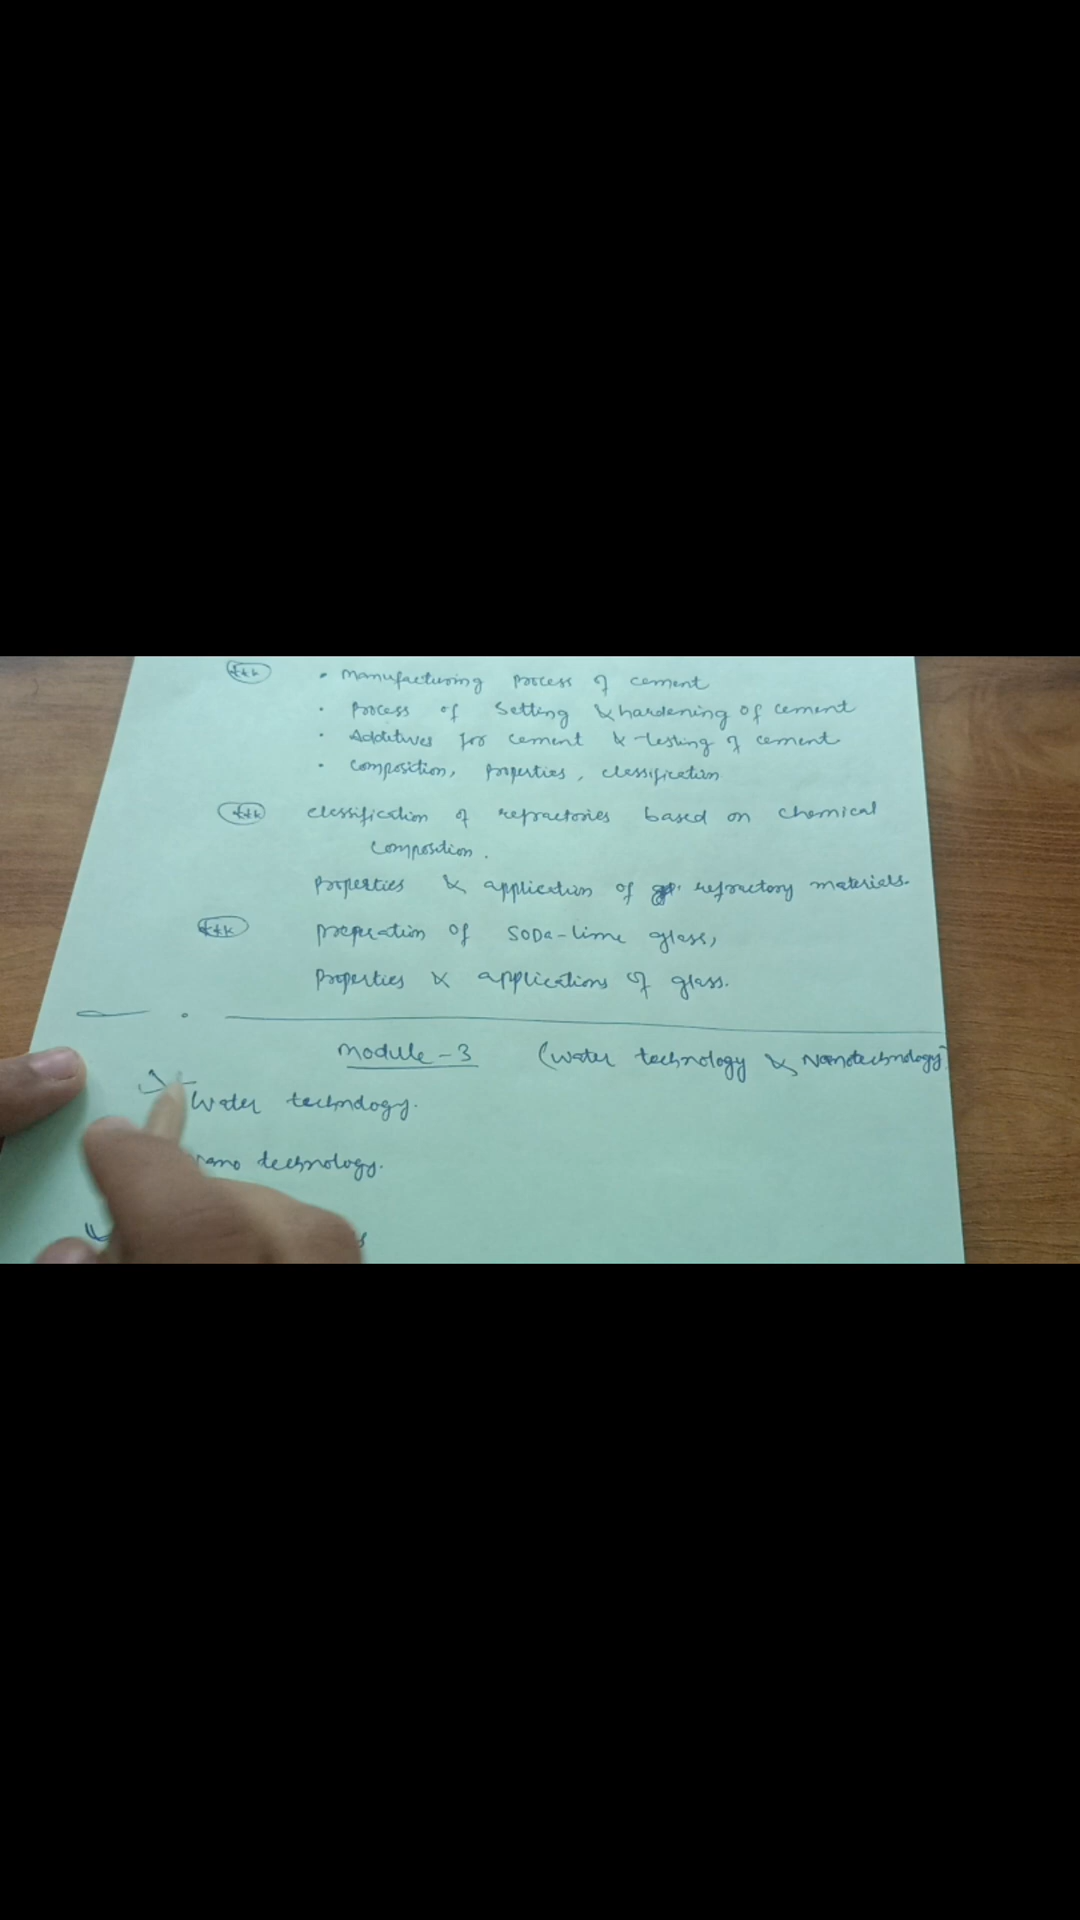 ***
• Manufacturing process of cement
• Process of Setting & hardening of cement
• Additives for cement & testing of cement
• Composition, properties, classification
*** classification of refractories based on chemical
composition.
Properties & application of refractory materials.
*** preparation of SODa-lime glass,
Properties & applications of glass.
Module-3 (Water technology & Nanotechnology)
Water technology.
nano technology.